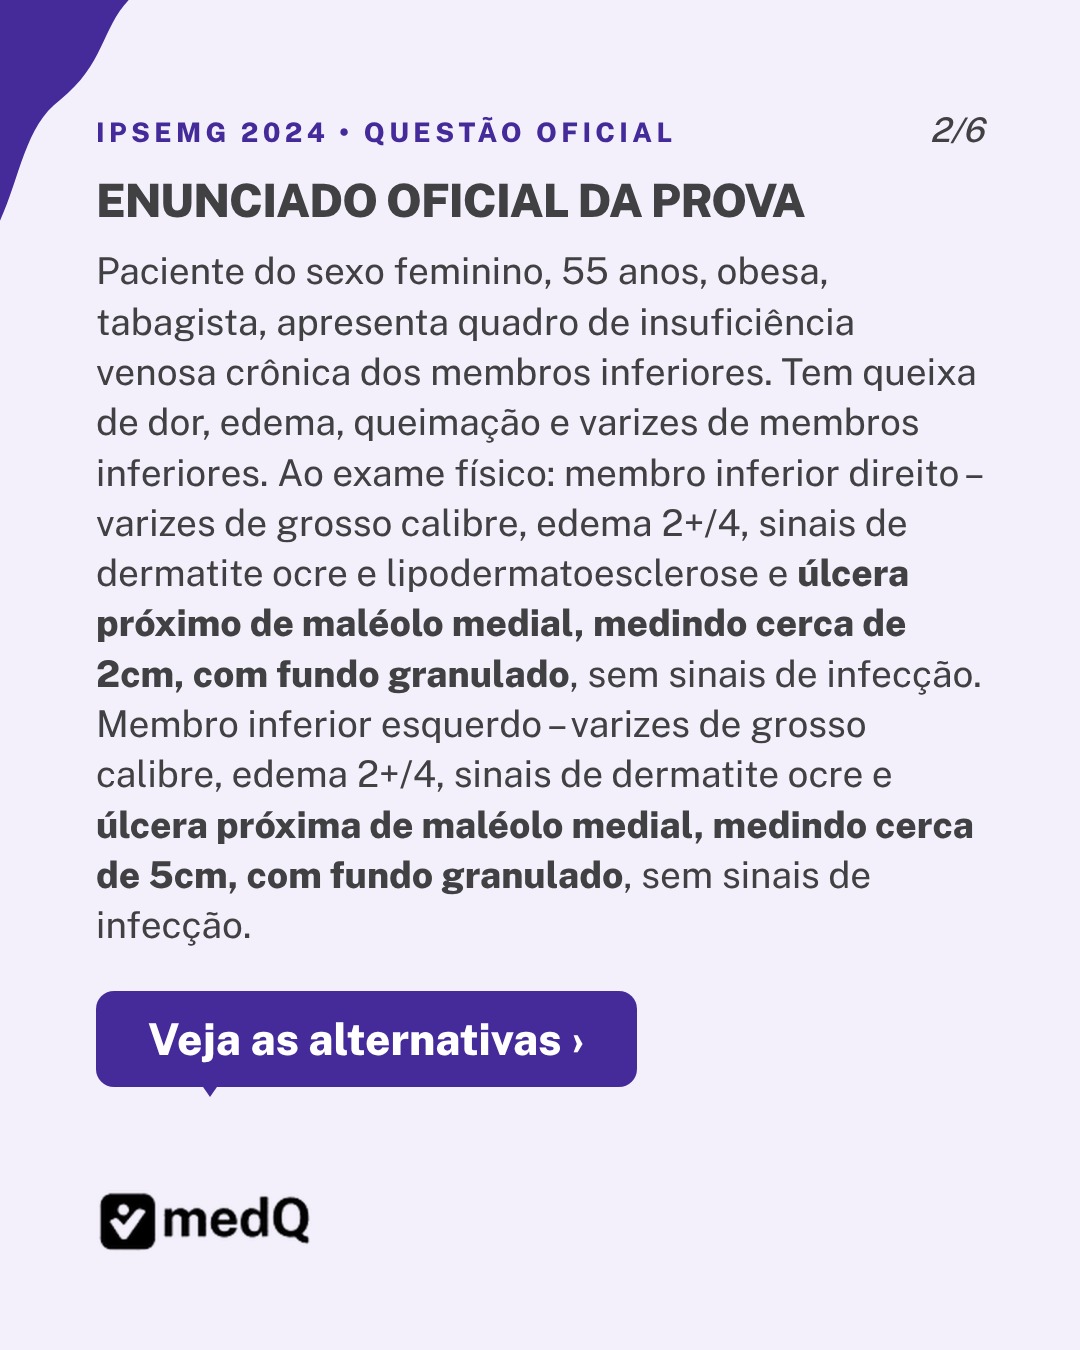 IPSEMG 2024 • QUESTÃO OFICIAL
2/6
ENUNCIADO OFICIAL DA PROVA
Paciente do sexo feminino, 55 anos, obesa,
tabagista, apresenta quadro de insuficiência
venosa crônica dos membros inferiores. Tem queixa
de dor, edema, queimação e varizes de membros
inferiores. Ao exame físico: membro inferior direito –
varizes de grosso calibre, edema 2+/4, sinais de
dermatite ocre e lipodermatoesclerose e úlcera
próximo de maléolo medial, medindo cerca de
2cm, com fundo granulado, sem sinais de infecção.
Membro inferior esquerdo – varizes de grosso
calibre, edema 2+/4, sinais de dermatite ocre e
úlcera próxima de maléolo medial, medindo cerca
de 5cm, com fundo granulado, sem sinais de
infecção.
Veja as alternativas ›
medQ